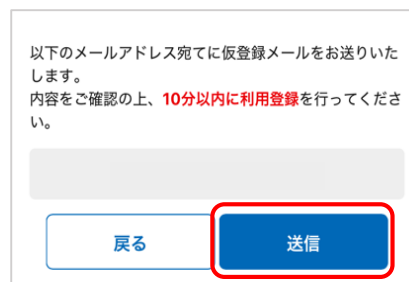 以下のメールアドレス宛てに仮登録メールをお送りいた
します。
内容をご確認の上、10分以内に利用登録を行ってくださ
い。
戻る
送信